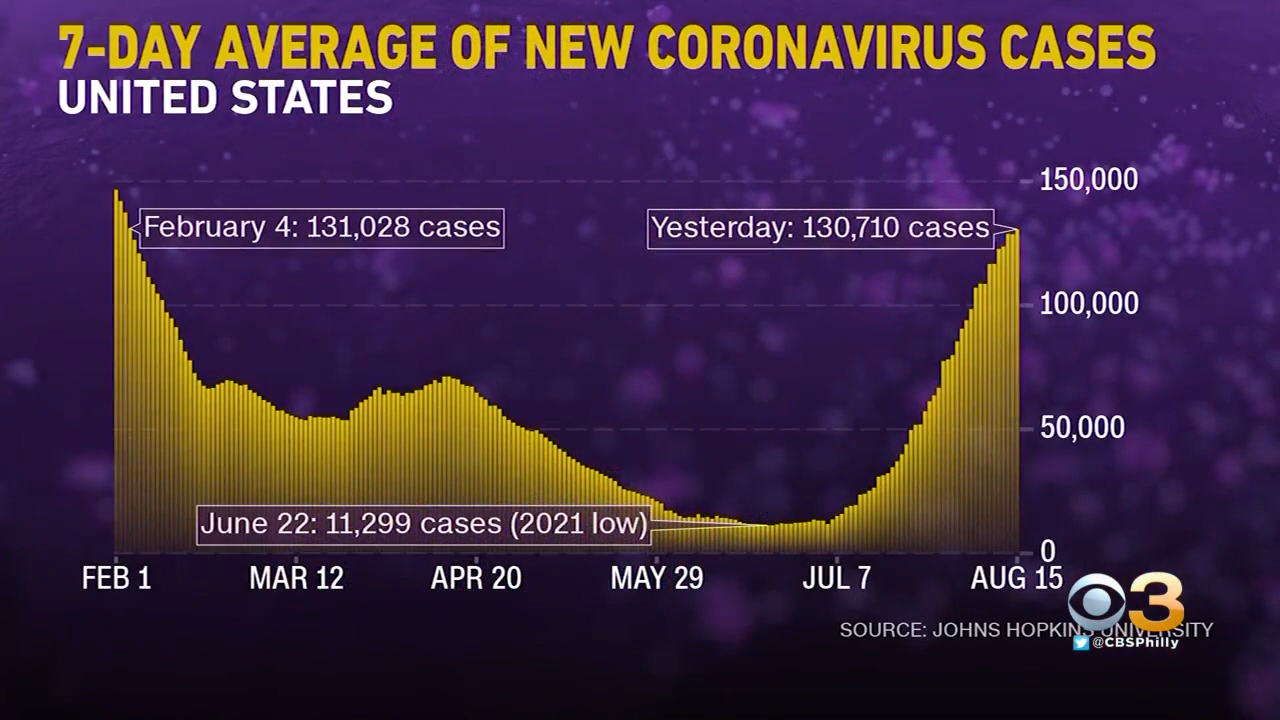 7-DAY AVERAGE OF NEW CORONAVIRUS CASES
UNITED STATES
150,000
February 4: 131,028 cases
Yesterday: 130,710 cases
100,000
50,000
June 22: 11,299 cases (2021 low)
0
FEB 1
MAR 12
APR 20
MAY 29
JUL 7
AUG 15
3
SOURCE: JOHNS HOPKINS UNIVERSITY
@CBSPhilly